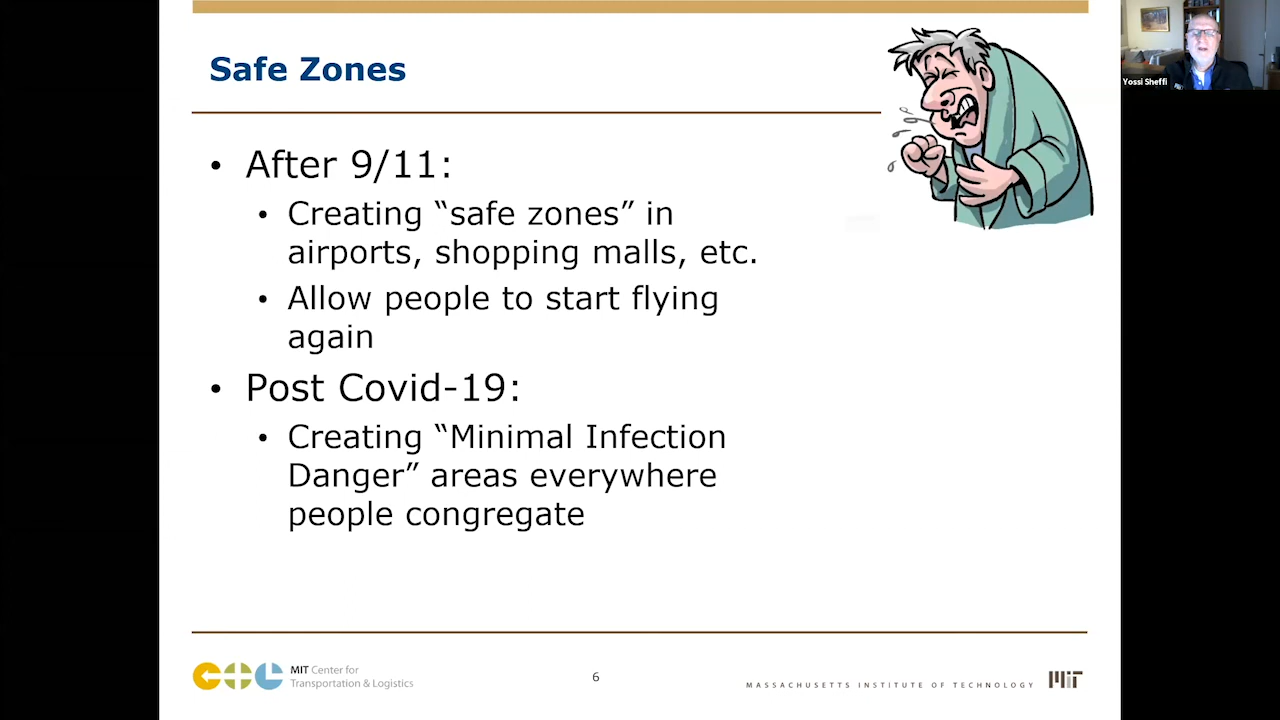 Safe Zones
Yossi Sheffi
• After 9/11:
• Creating “safe zones” in
airports, shopping malls, etc.
• Allow people to start flying
again
• Post Covid-19:
• Creating “Minimal Infection
Danger” areas everywhere
people congregate
MIT Center for
Transportation & Logistics
6
MASSACHUSETTS INSTITUTE OF TECHNOLOGY
MIT